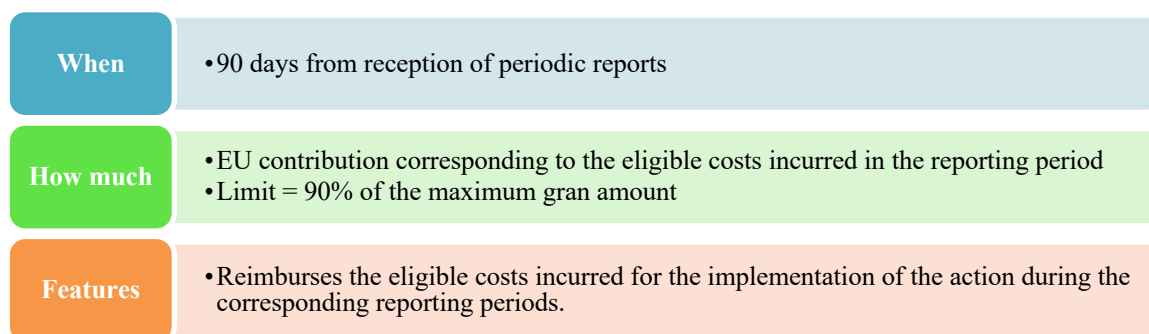 When
•90 days from reception of periodic reports
How much
•EU contribution corresponding to the eligible costs incurred in the reporting period
•Limit = 90% of the maximum gran amount
Features
•Reimburses the eligible costs incurred for the implementation of the action during the
corresponding reporting periods.